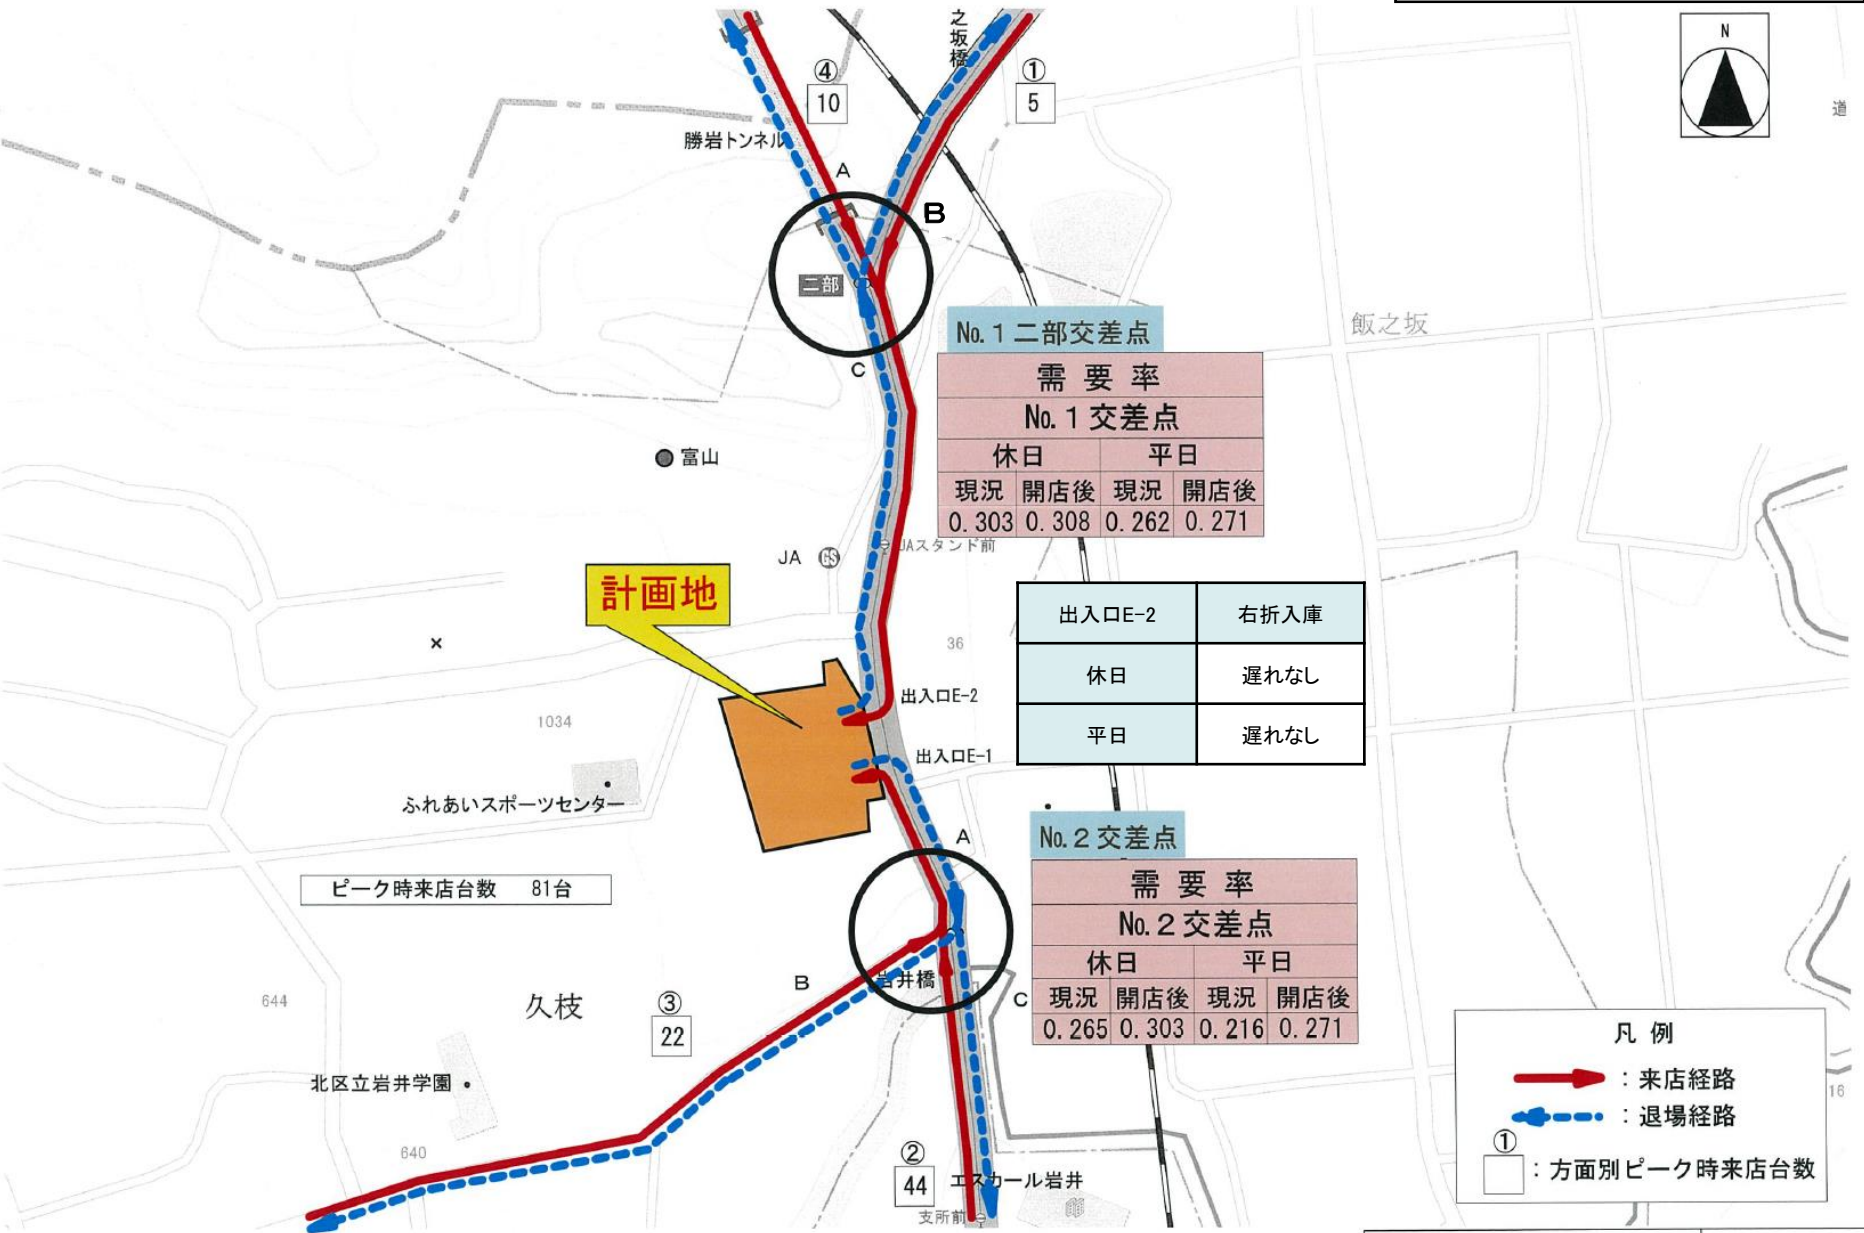 之坂橋
N
道
④
10
①
5
勝岩トンネル
A
B
二部
C
No.1 二部交差点
需要率
No.1 交差点
休日 平日
現況 開店後 現況 開店後
0.303 0.308 0.262 0.271
飯之坂
富山
JA GS
JAスタンド前
計画地
×
36
出入口E-2 右折入庫
休日 遅れなし
平日 遅れなし
出入口E-2
1034
出入口E-1
ふれあいスポーツセンター
A
No.2 交差点
需要率
No.2 交差点
休日 平日
現況 開店後 現況 開店後
0.265 0.303 0.216 0.271
ピーク時来店台数 81台
B
岩井橋
C
644
久枝
③
22
北区立岩井学園
640
②
44
エスカール岩井
支所前
凡例
：来店経路
：退場経路
①
：方面別ピーク時来店台数
16